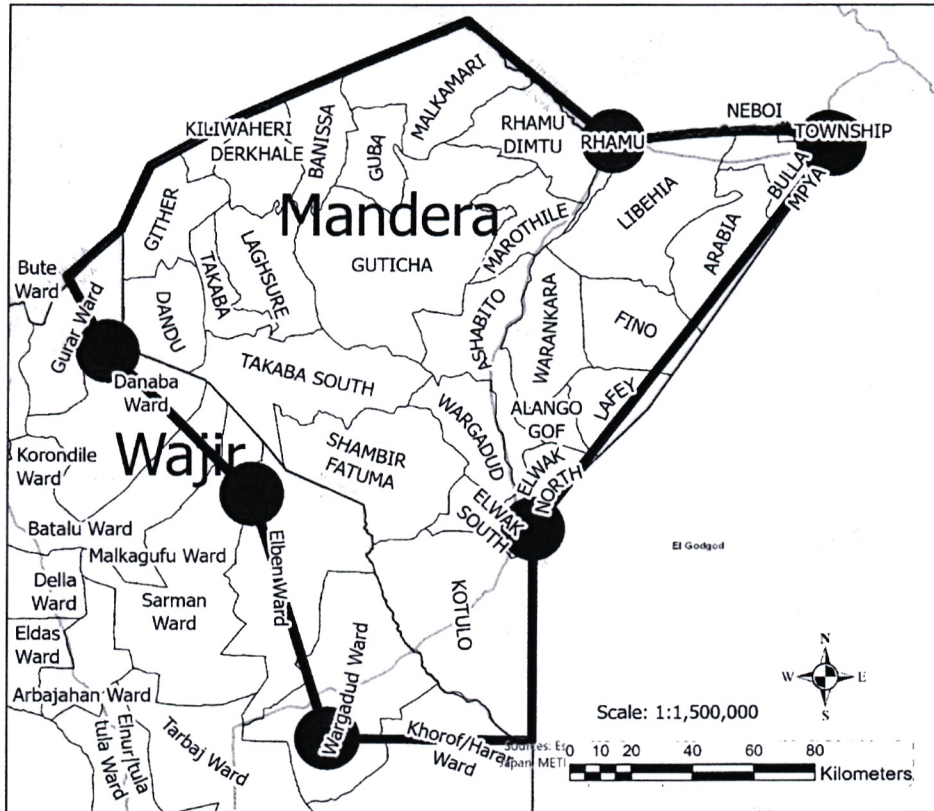 MALKAMARI
NEBOI
KILIWAHERI
DERKHALE
BANISSA
GUBA
RHAMU
DIMTU
RHAMU
TOWNSHIP
BULLA
MPYA
GITHER
Mandera
MAROTHILE
LIBEHIA
ARABIA
Bute
Ward
TAKABA
LAGHSURE
GUTICHA
Gurar Ward
DANDU
ASHABITO
WARANKARA
FINO
Danaba
Ward
TAKABA SOUTH
WARGADUD
LAFEY
ALANGO
GOF
Korondile
Ward
Wajir
SHAMBIR
FATUMA
ELWAK
NORTH
ELWAK
SOUTH
Batalu Ward
Malkagufu Ward
Elben Ward
El Godgod
Della
Ward
Sarman
Ward
KOTULO
Eldas
Ward
Arbajahan Ward
Elnur/tula
tula Ward
Tarbaj Ward
Wargadud Ward
Khorof/Harar
Ward
N
W E
S
Scale: 1:1,500,000
Sources: Es
Japan, METI
0 10 20 40 60 80
Kilometers